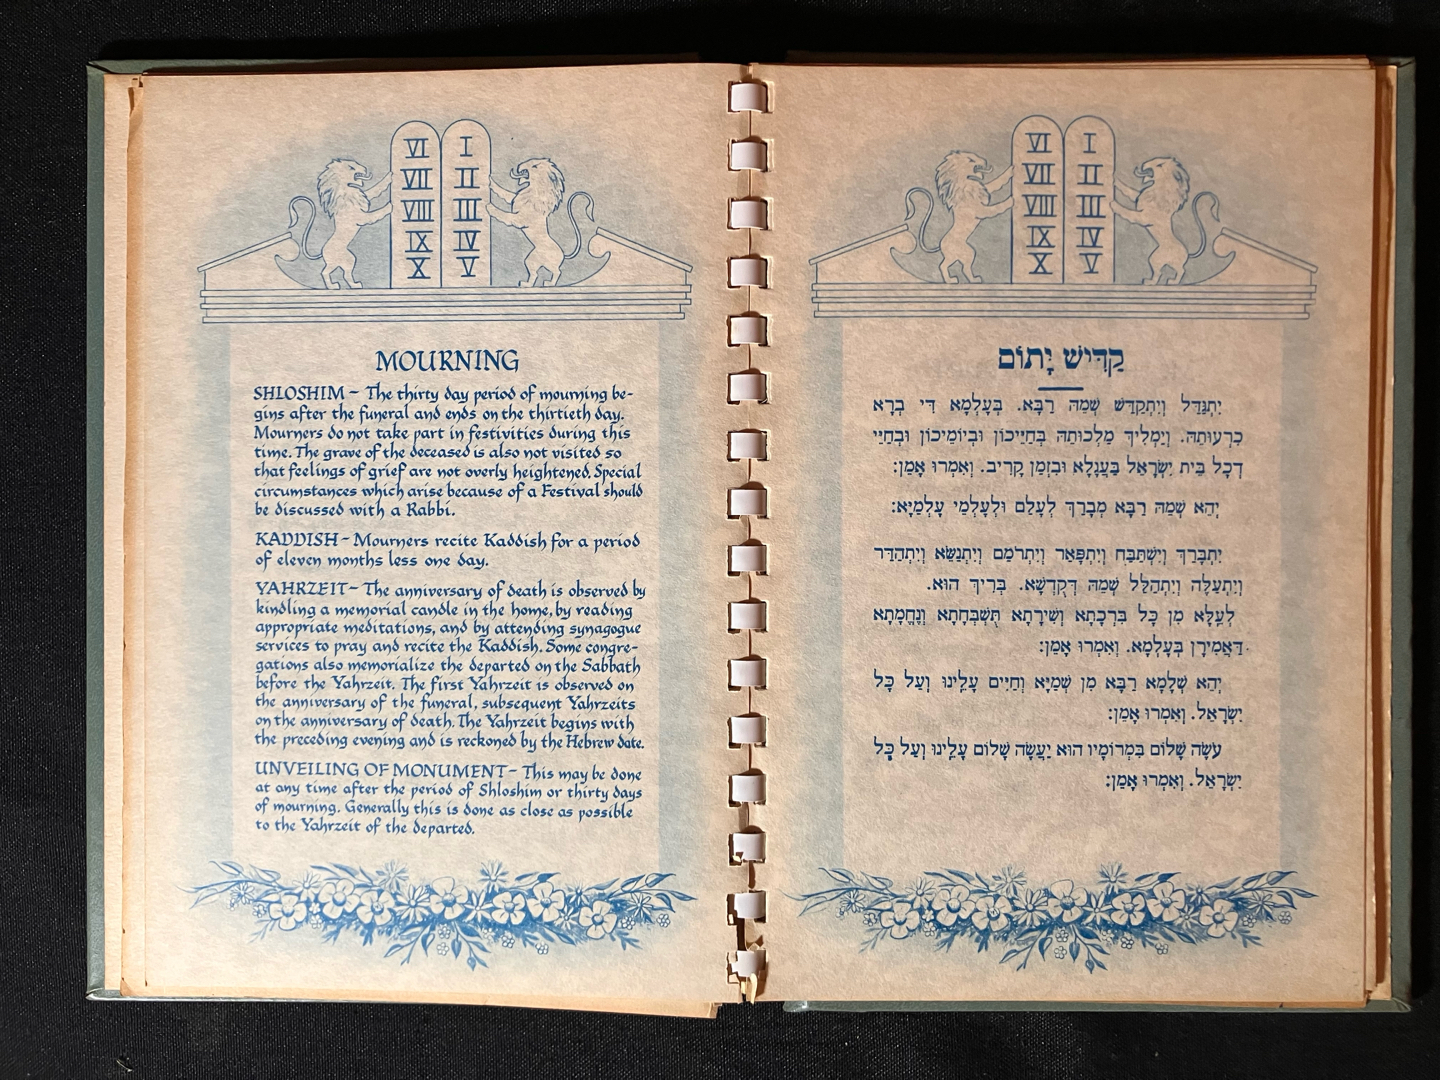 VI I
VII II
VIII III
IX IV
X V
MOURNING
SHLOSHIM – The thirty day period of mourning be-
gins after the funeral and ends on the thirtieth day.
Mourners do not take part in festivities during this
time. The grave of the deceased is also not visited so
that feelings of grief are not overly heightened. Special
circumstances which arise because of a Festival should
be discussed with a Rabbi.
KADDISH – Mourners recite Kaddish for a period
of eleven months less one day.
YAHRZEIT – The anniversary of death is observed by
kindling a memorial candle in the home, by reading
appropriate meditations, and by attending synagogue
services to pray and recite the Kaddish. Some congre-
gations also memorialize the departed on the Sabbath
before the Yahrzeit. The first Yahrzeit is observed on
the anniversary of the funeral, subsequent Yahrzeits
on the anniversary of death. The Yahrzeit begins with
the preceding evening and is reckoned by the Hebrew date.
UNVEILING OF MONUMENT – This may be done
at any time after the period of Shloshim or thirty days
of mourning. Generally this is done as close as possible
to the Yahrzeit of the departed.
VI I
VII II
VIII III
IX IV
X V
קַדִּישׁ יָתוֹם
יִתְגַּדַּל וְיִתְקַדַּשׁ שְׁמֵהּ רַבָּא. בְּעָלְמָא דִּי בְרָא
כִרְעוּתֵהּ. וְיַמְלִיךְ מַלְכוּתֵהּ בְּחַיֵּיכוֹן וּבְיוֹמֵיכוֹן וּבְחַיֵּי
דְכָל בֵּית יִשְׂרָאֵל בַּעֲגָלָא וּבִזְמַן קָרִיב. וְאִמְרוּ אָמֵן:
יְהֵא שְׁמֵהּ רַבָּא מְבָרַךְ לְעָלַם וּלְעָלְמֵי עָלְמַיָּא:
יִתְבָּרַךְ וְיִשְׁתַּבַּח וְיִתְפָּאַר וְיִתְרֹמַם וְיִתְנַשֵּׂא וְיִתְהַדַּר
וְיִתְעַלֶּה וְיִתְהַלַּל שְׁמֵהּ דְּקֻדְשָׁא. בְּרִיךְ הוּא.
לְעֵלָּא מִן כָּל בִּרְכָתָא וְשִׁירָתָא תֻּשְׁבְּחָתָא וְנֶחֱמָתָא
דַּאֲמִירָן בְּעָלְמָא. וְאִמְרוּ אָמֵן:
יְהֵא שְׁלָמָא רַבָּא מִן שְׁמַיָּא וְחַיִּים עָלֵינוּ וְעַל כָּל
יִשְׂרָאֵל. וְאִמְרוּ אָמֵן:
עֹשֶׂה שָׁלוֹם בִּמְרוֹמָיו הוּא יַעֲשֶׂה שָׁלוֹם עָלֵינוּ וְעַל כָּל
יִשְׂרָאֵל. וְאִמְרוּ אָמֵן: